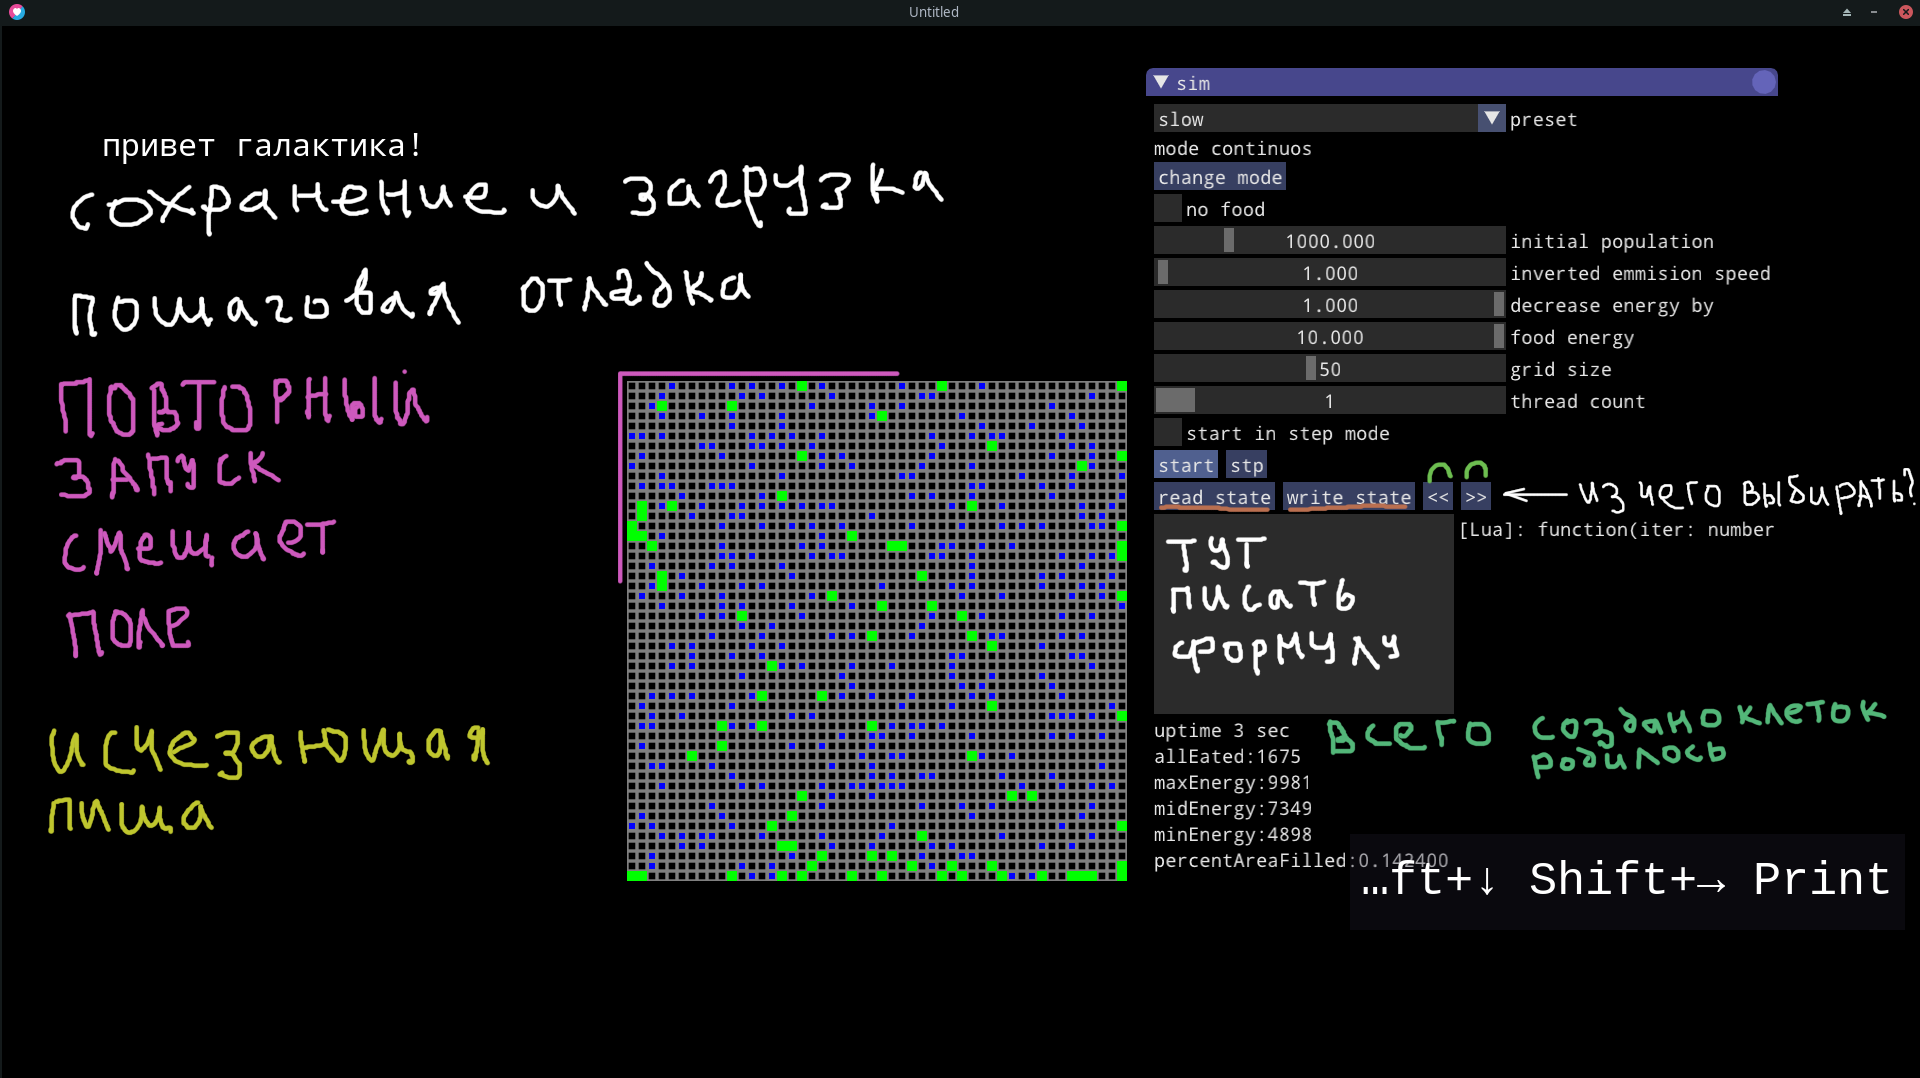 Untitled
привет галактика!
сохранение и загрузка
пошаговая отладка
ПОВТОРНЫЙ
ЗАПУСК
смещает
поле
исчезающая
пища
sim
slow preset
mode continuos
change mode
no food
1000.000 initial population
1.000 inverted emmision speed
1.000 decrease energy by
10.000 food energy
50 grid size
1 thread count
start in step mode
start stp
read state write state << >> ИЗ ЧЕГО ВЫБИРАТЬ?
[Lua]: function(iter: number
ТУТ
писать
формулу
uptime 3 sec
allEated:1675
maxEnergy:9981
midEnergy:7349
minEnergy:4898
percentAreaFilled:0.142400
Всего создано клеток
родилось
…ft+↓ Shift+→ Print